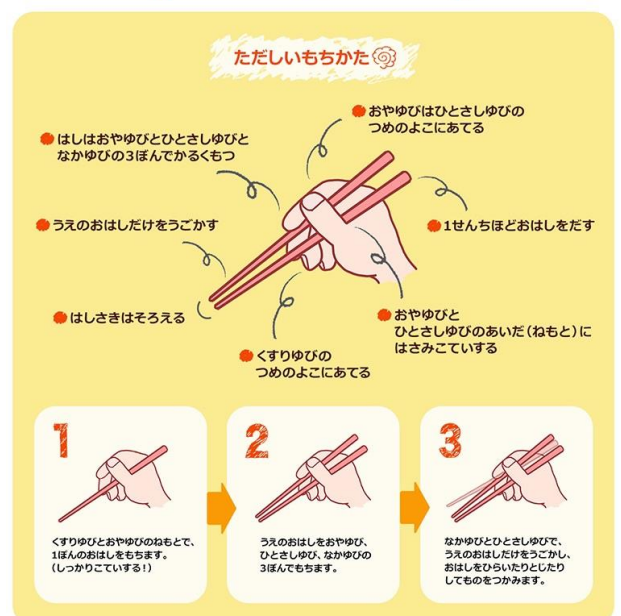 ただしいもちかた
おやゆびはひとさしゆびの
つめのよこにあてる
はしはおやゆびとひとさしゆびと
なかゆびの3ぼんでかるくもつ
うえのおはしだけをうごかす
1せんちほどおはしをだす
はしさきはそろえる
おやゆびと
ひとさしゆびのあいだ(ねもと)に
はさみこていする
くすりゆびの
つめのよこにあてる
1
くすりゆびとおやゆびのねもとで、
1ぽんのおはしをもちます。
(しっかりこていする!)
2
うえのおはしをおやゆび、
ひとさしゆび、なかゆびの
3ぼんでもちます。
3
なかゆびとひとさしゆびで、
うえのおはしだけをうごかし、
おはしをひらいたりとじたり
してものをつかみます。